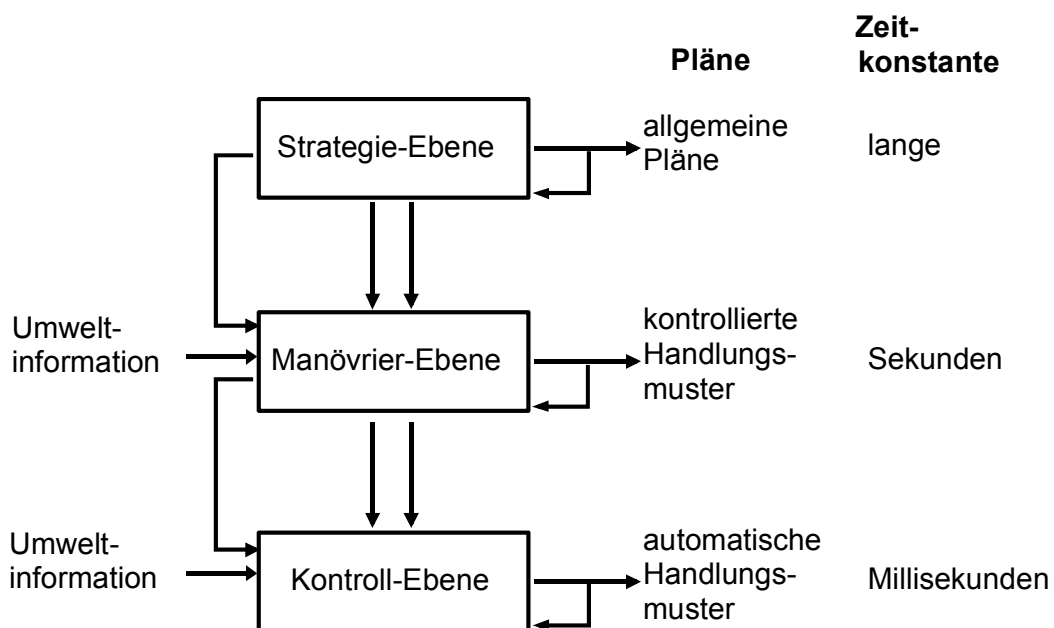 Zeit-
Pläne konstante
Strategie-Ebene
allgemeine
Pläne
lange
Umwelt-
information
Manövrier-Ebene
kontrollierte
Handlungs-
muster
Sekunden
Umwelt-
information
Kontroll-Ebene
automatische
Handlungs-
muster
Millisekunden